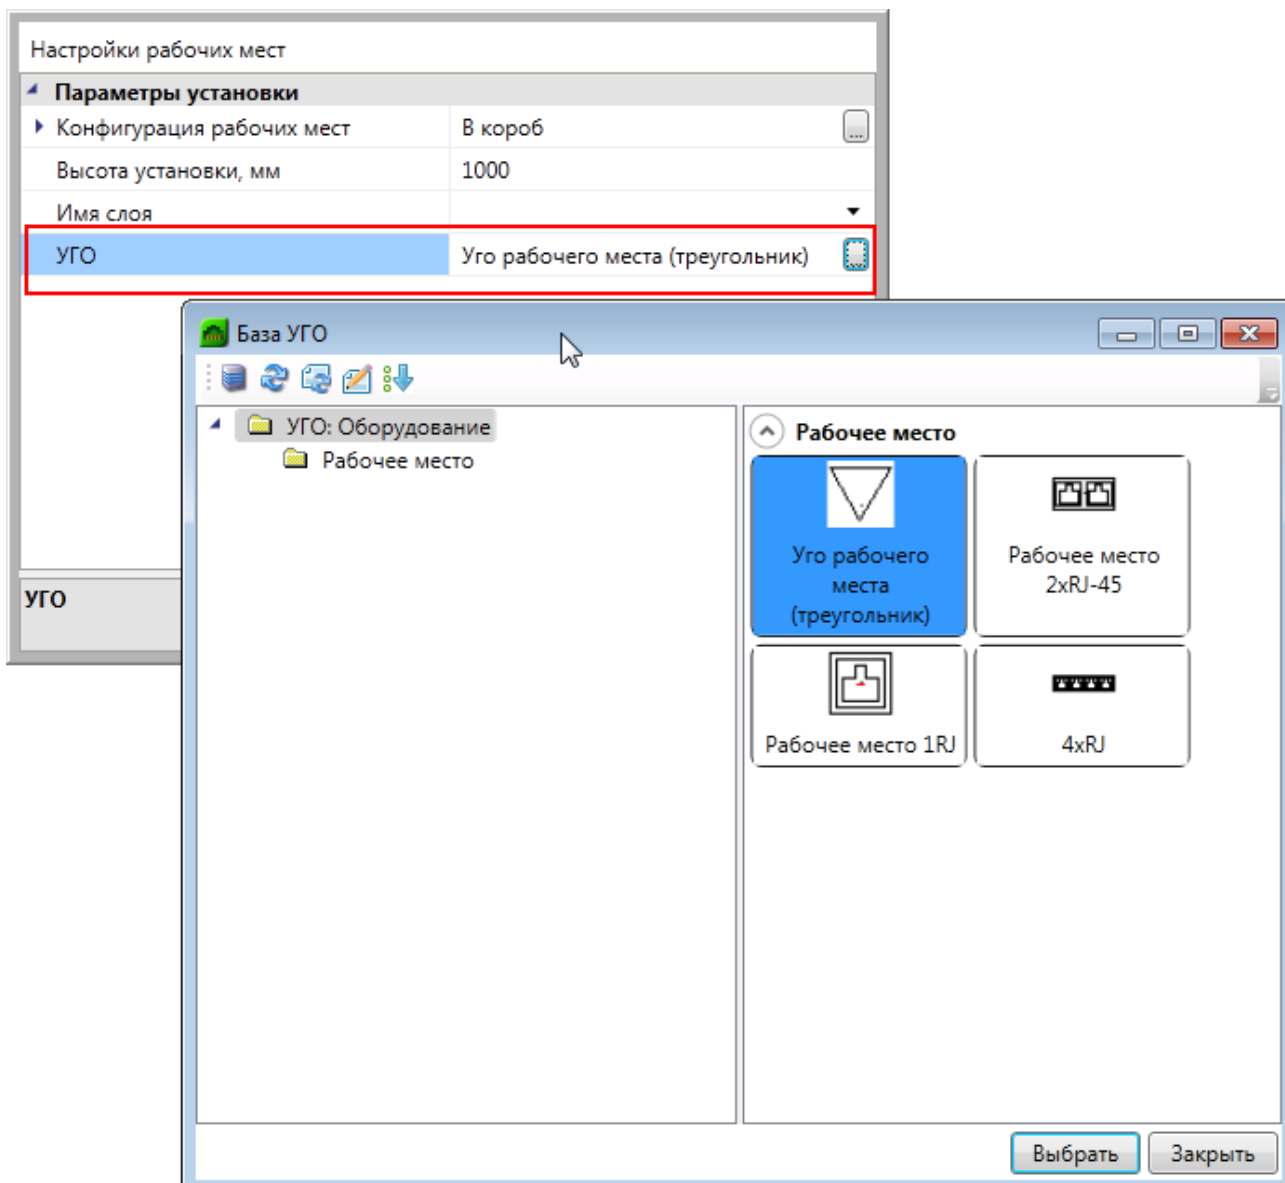 Настройки рабочих мест
Параметры установки
Конфигурация рабочих мест В короб ...
Высота установки, мм 1000
Имя слоя
УГО Уго рабочего места (треугольник) ...
База УГО
УГО: Оборудование
Рабочее место
Рабочее место
Уго рабочего
места
(треугольник)
Рабочее место
2xRJ-45
Рабочее место 1RJ
4xRJ
УГО
Выбрать Закрыть